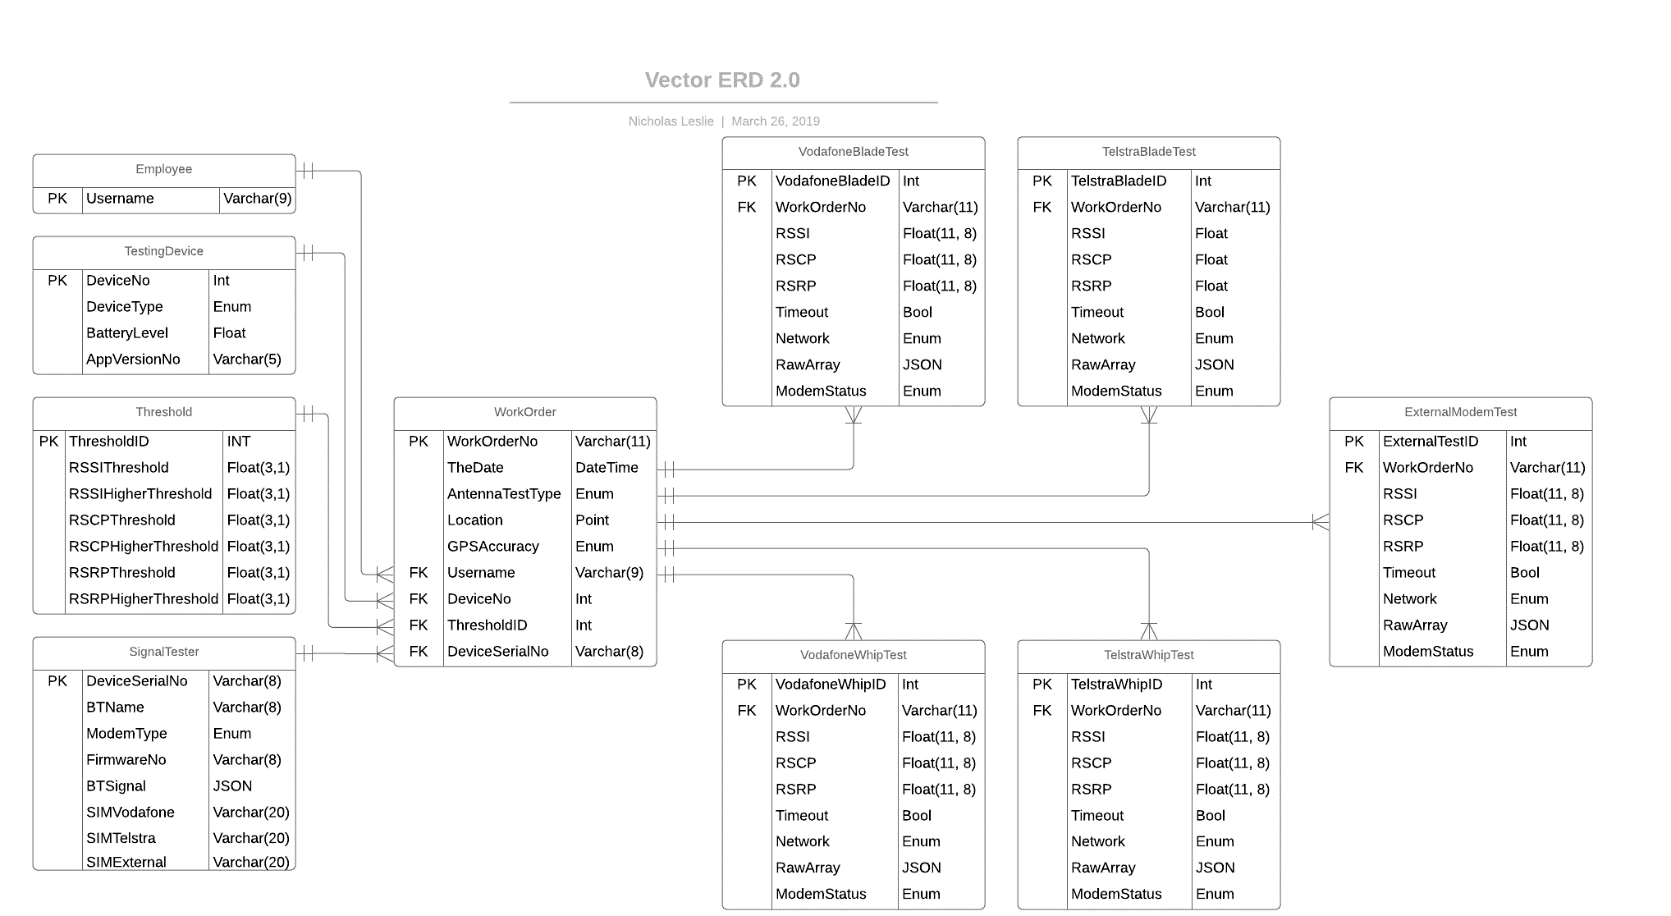 Vector ERD 2.0
Nicholas Leslie | March 26, 2019
Employee
PK Username Varchar(9)
TestingDevice
PK DeviceNo Int
DeviceType Enum
BatteryLevel Float
AppVersionNo Varchar(5)
Threshold
PK ThresholdID INT
RSSIThreshold Float(3,1)
RSSIHigherThreshold Float(3,1)
RSCPThreshold Float(3,1)
RSCPHigherThreshold Float(3,1)
RSRPThreshold Float(3,1)
RSRPHigherThreshold Float(3,1)
SignalTester
PK DeviceSerialNo Varchar(8)
BTName Varchar(8)
ModemType Enum
FirmwareNo Varchar(8)
BTSignal JSON
SIMVodafone Varchar(20)
SIMTelstra Varchar(20)
SIMExternal Varchar(20)
WorkOrder
PK WorkOrderNo Varchar(11)
TheDate DateTime
AntennaTestType Enum
Location Point
GPSAccuracy Enum
FK Username Varchar(9)
FK DeviceNo Int
FK ThresholdID Int
FK DeviceSerialNo Varchar(8)
VodafoneBladeTest
PK VodafoneBladeID Int
FK WorkOrderNo Varchar(11)
RSSI Float(11, 8)
RSCP Float(11, 8)
RSRP Float(11, 8)
Timeout Bool
Network Enum
RawArray JSON
ModemStatus Enum
TelstraBladeTest
PK TelstraBladeID Int
FK WorkOrderNo Varchar(11)
RSSI Float
RSCP Float
RSRP Float
Timeout Bool
Network Enum
RawArray JSON
ModemStatus Enum
ExternalModemTest
PK ExternalTestID Int
FK WorkOrderNo Varchar(11)
RSSI Float(11, 8)
RSCP Float(11, 8)
RSRP Float(11, 8)
Timeout Bool
Network Enum
RawArray JSON
ModemStatus Enum
VodafoneWhipTest
PK VodafoneWhipID Int
FK WorkOrderNo Varchar(11)
RSSI Float(11, 8)
RSCP Float(11, 8)
RSRP Float(11, 8)
Timeout Bool
Network Enum
RawArray JSON
ModemStatus Enum
TelstraWhipTest
PK TelstraWhipID Int
FK WorkOrderNo Varchar(11)
RSSI Float(11, 8)
RSCP Float(11, 8)
RSRP Float(11, 8)
Timeout Bool
Network Enum
RawArray JSON
ModemStatus Enum